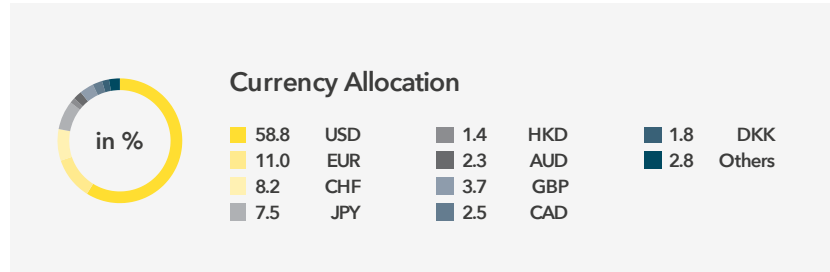 Currency Allocation
in %
58.8 USD
11.0 EUR
8.2 CHF
7.5 JPY
1.4 HKD
2.3 AUD
3.7 GBP
2.5 CAD
1.8 DKK
2.8 Others